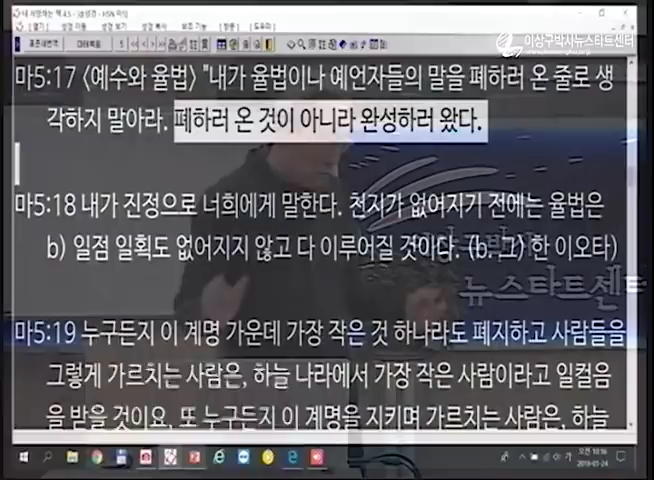 이상구박사뉴스타트센터
표준새번역
마5:17 〈예수와 율법〉 "내가 율법이나 예언자들의 말을 폐하러 온 줄로 생
각하지 말아라. 폐하러 온 것이 아니라 완성하러 왔다.
마5:18 내가 진정으로 너희에게 말한다. 천지가 없어지기 전에는 율법은
b) 일점 일획도 없어지지 않고 다 이루어질 것이다. (b. 그) 한 이오타)
뉴스타트센터
마5:19 누구든지 이 계명 가운데 가장 작은 것 하나라도 폐지하고 사람들을
그렇게 가르치는 사람은, 하늘 나라에서 가장 작은 사람이라고 일컬음
을 받을 것이요, 또 누구든지 이 계명을 지키며 가르치는 사람은, 하늘
오전 10:16
2019-01-24